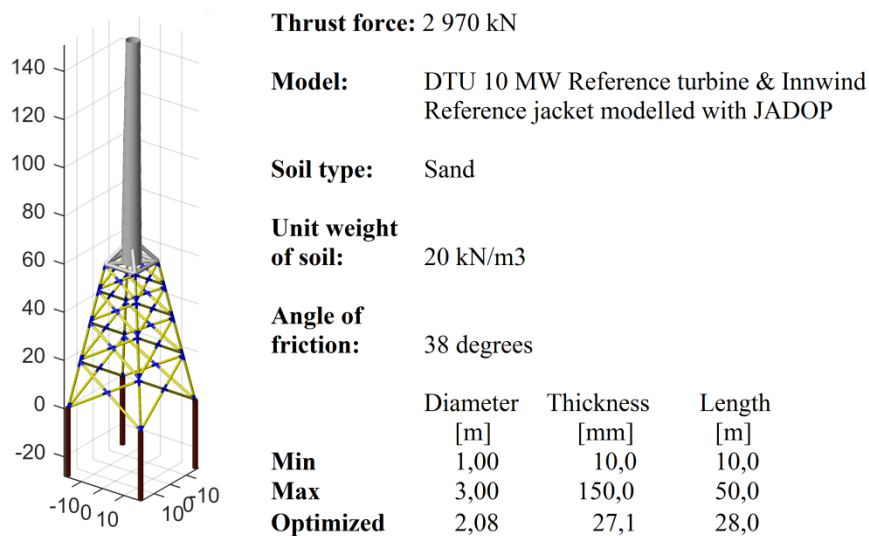 Thrust force: 2 970 kN
Model: DTU 10 MW Reference turbine & Innwind
Reference jacket modelled with JADOP
Soil type: Sand
Unit weight
of soil: 20 kN/m3
Angle of
friction: 38 degrees
Diameter Thickness Length
[m] [mm] [m]
Min 1,00 10,0 10,0
Max 3,00 150,0 50,0
Optimized 2,08 27,1 28,0
140
120
100
80
60
40
20
0
-20
-10 0 10
10 0 -10